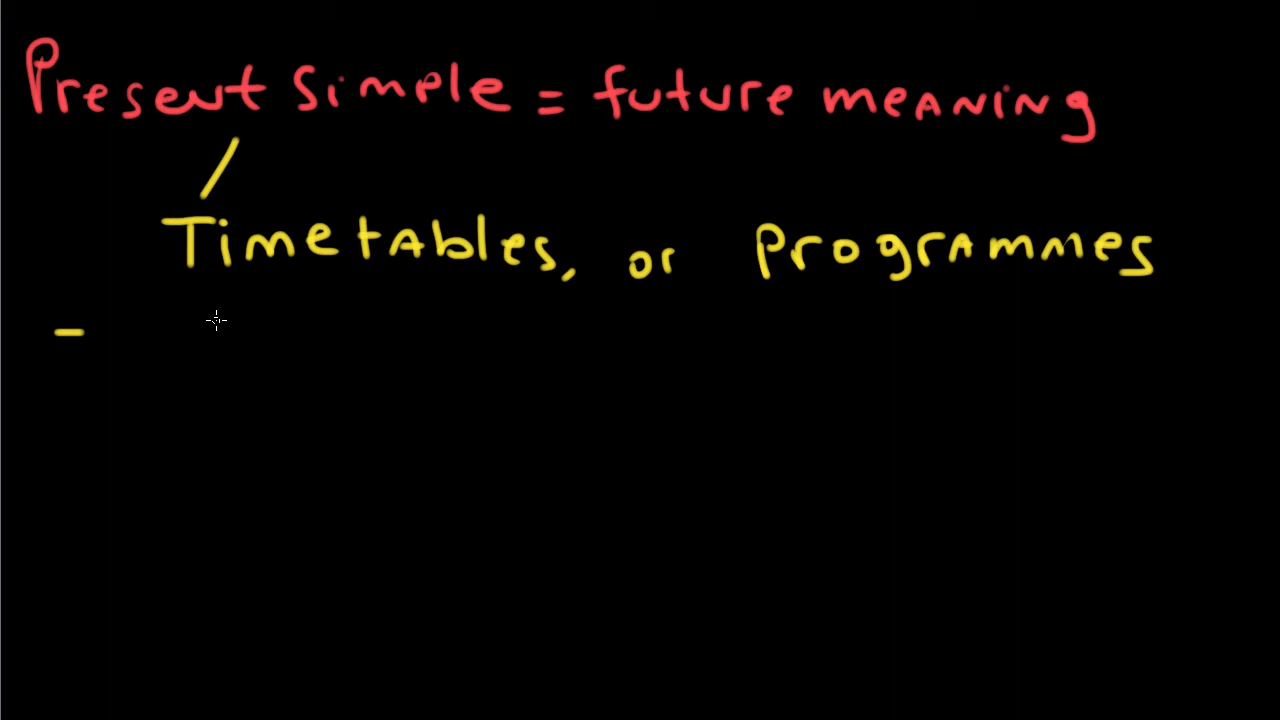 Present simple = future meaning
Timetables, or programmes
-